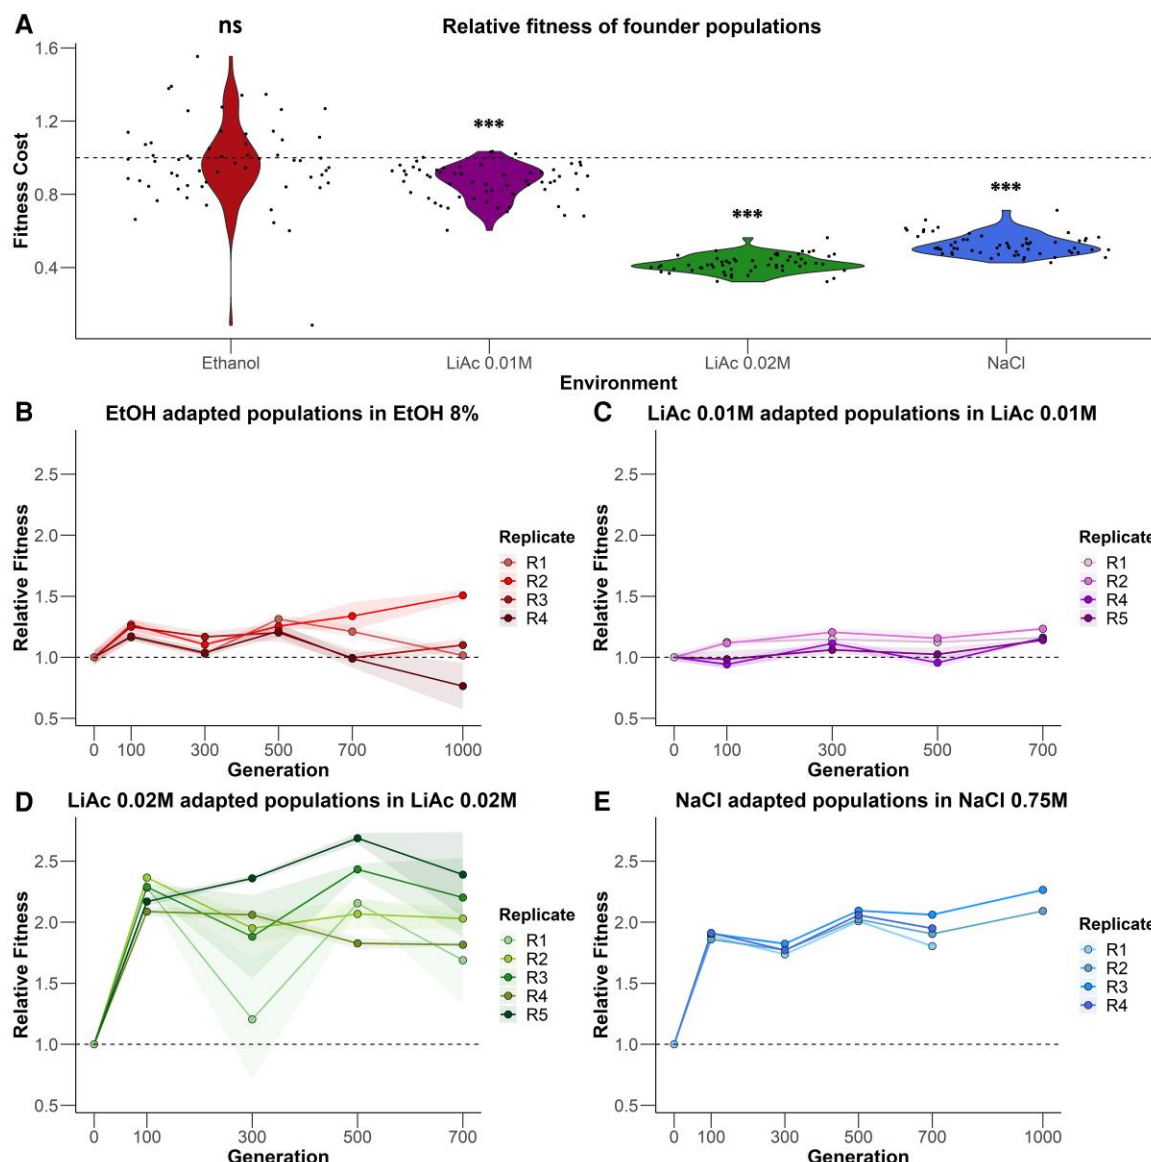 A
ns
Relative fitness of founder populations
1.6
1.2
0.8
0.4
Fitness Cost
***
***
***
Ethanol
LiAc 0.01M
LiAc 0.02M
NaCl
Environment
B
EtOH adapted populations in EtOH 8%
2.5
2.0
1.5
1.0
0.5
Relative Fitness
0
100
300
500
700
1000
Generation
Replicate
R1
R2
R3
R4
C
LiAc 0.01M adapted populations in LiAc 0.01M
2.5
2.0
1.5
1.0
0.5
Relative Fitness
0
100
300
500
700
Generation
Replicate
R1
R2
R4
R5
D
LiAc 0.02M adapted populations in LiAc 0.02M
2.5
2.0
1.5
1.0
0.5
Relative Fitness
0
100
300
500
700
Generation
Replicate
R1
R2
R3
R4
R5
E
NaCl adapted populations in NaCl 0.75M
2.5
2.0
1.5
1.0
0.5
Relative Fitness
0
100
300
500
700
1000
Generation
Replicate
R1
R2
R3
R4